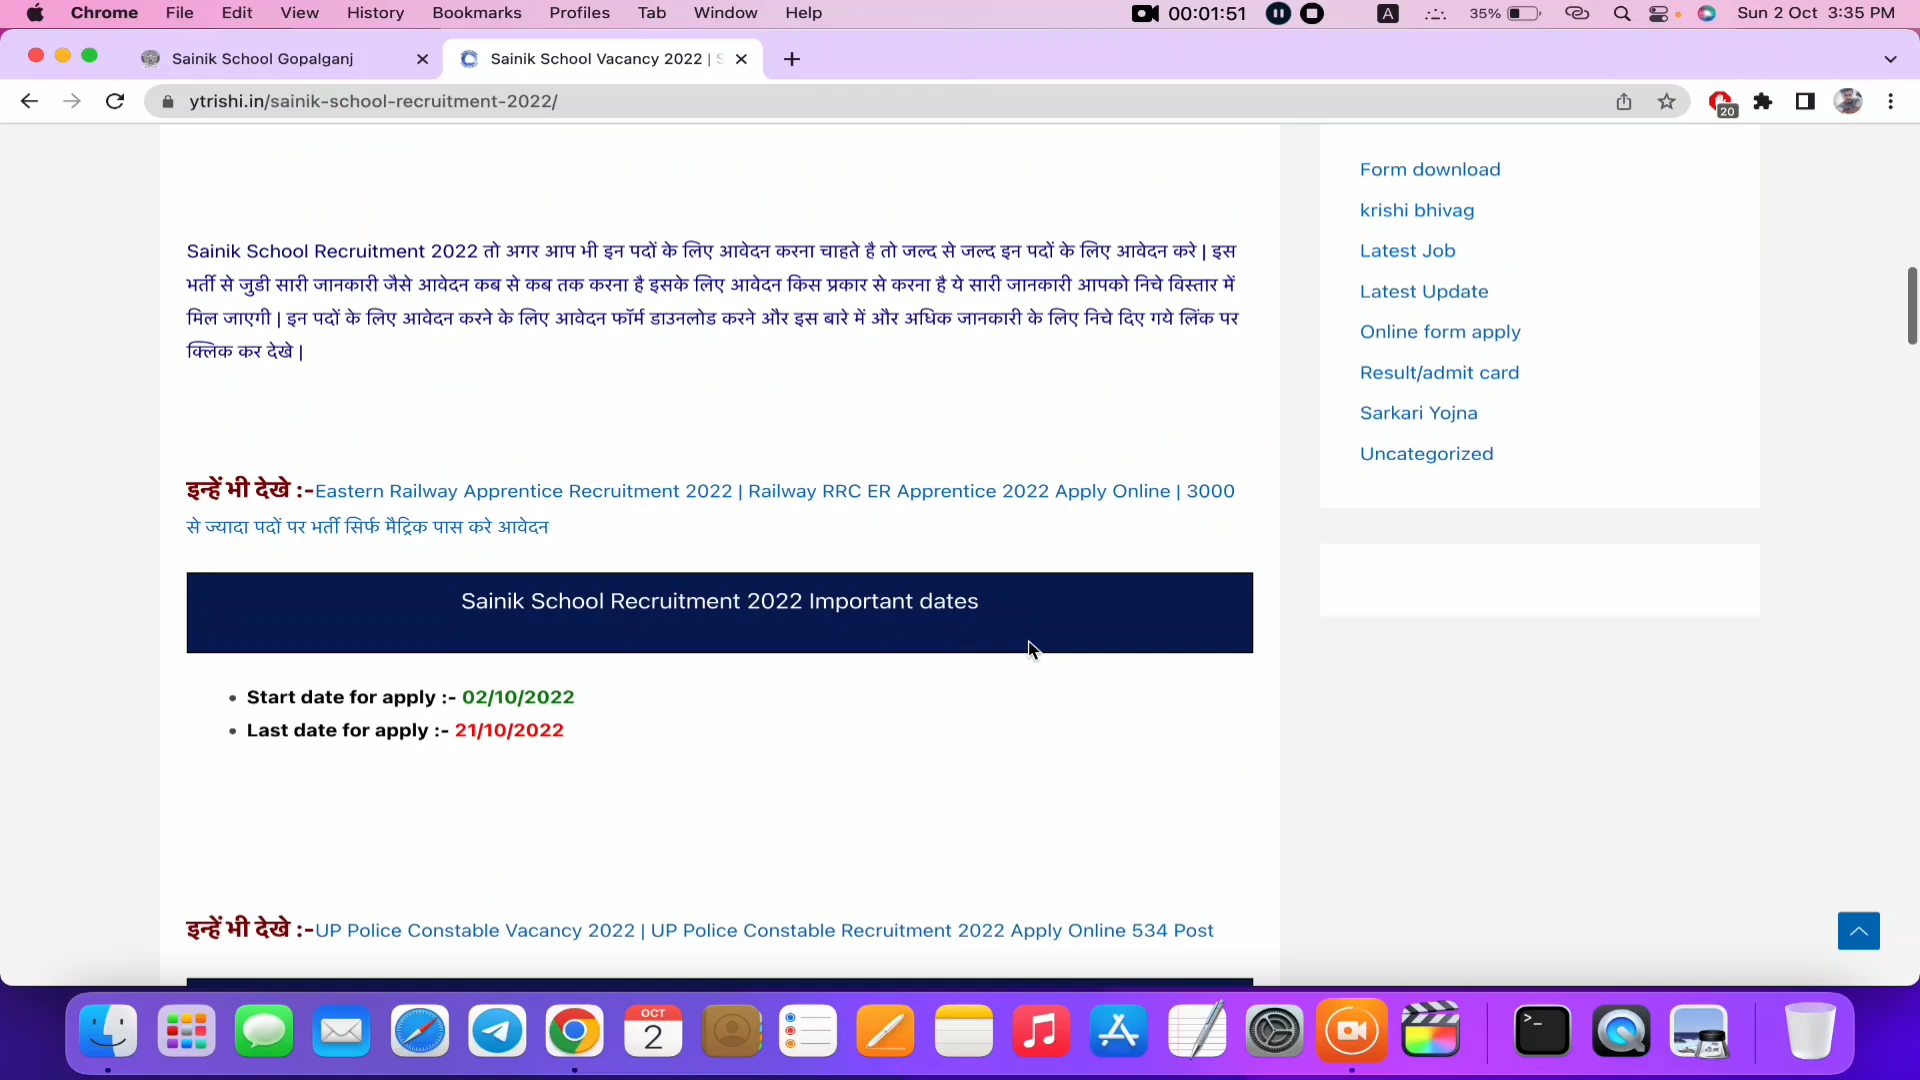 Chrome File Edit View History Bookmarks Profiles Tab Window Help 00:01:51 A 35% Sun 2 Oct 3:35 PM
Sainik School Gopalganj Sainik School Vacancy 2022 | S
ytrishi.in/sainik-school-recruitment-2022/ 20
Sainik School Recruitment 2022 तो अगर आप भी इन पदों के लिए आवेदन करना चाहते है तो जल्द से जल्द इन पदों के लिए आवेदन करे | इस
भर्ती से जुडी सारी जानकारी जैसे आवेदन कब से कब तक करना है इसके लिए आवेदन किस प्रकार से करना है ये सारी जानकारी आपको निचे विस्तार में
मिल जाएगी | इन पदों के लिए आवेदन करने के लिए आवेदन फॉर्म डाउनलोड करने और इस बारे में और अधिक जानकारी के लिए निचे दिए गये लिंक पर
क्लिक कर देखे |
इन्हें भी देखे :-Eastern Railway Apprentice Recruitment 2022 | Railway RRC ER Apprentice 2022 Apply Online | 3000
से ज्यादा पदों पर भर्ती सिर्फ मैट्रिक पास करे आवेदन
Sainik School Recruitment 2022 Important dates
• Start date for apply :- 02/10/2022
• Last date for apply :- 21/10/2022
इन्हें भी देखे :-UP Police Constable Vacancy 2022 | UP Police Constable Recruitment 2022 Apply Online 534 Post
Form download
krishi bhivag
Latest Job
Latest Update
Online form apply
Result/admit card
Sarkari Yojna
Uncategorized
OCT
2